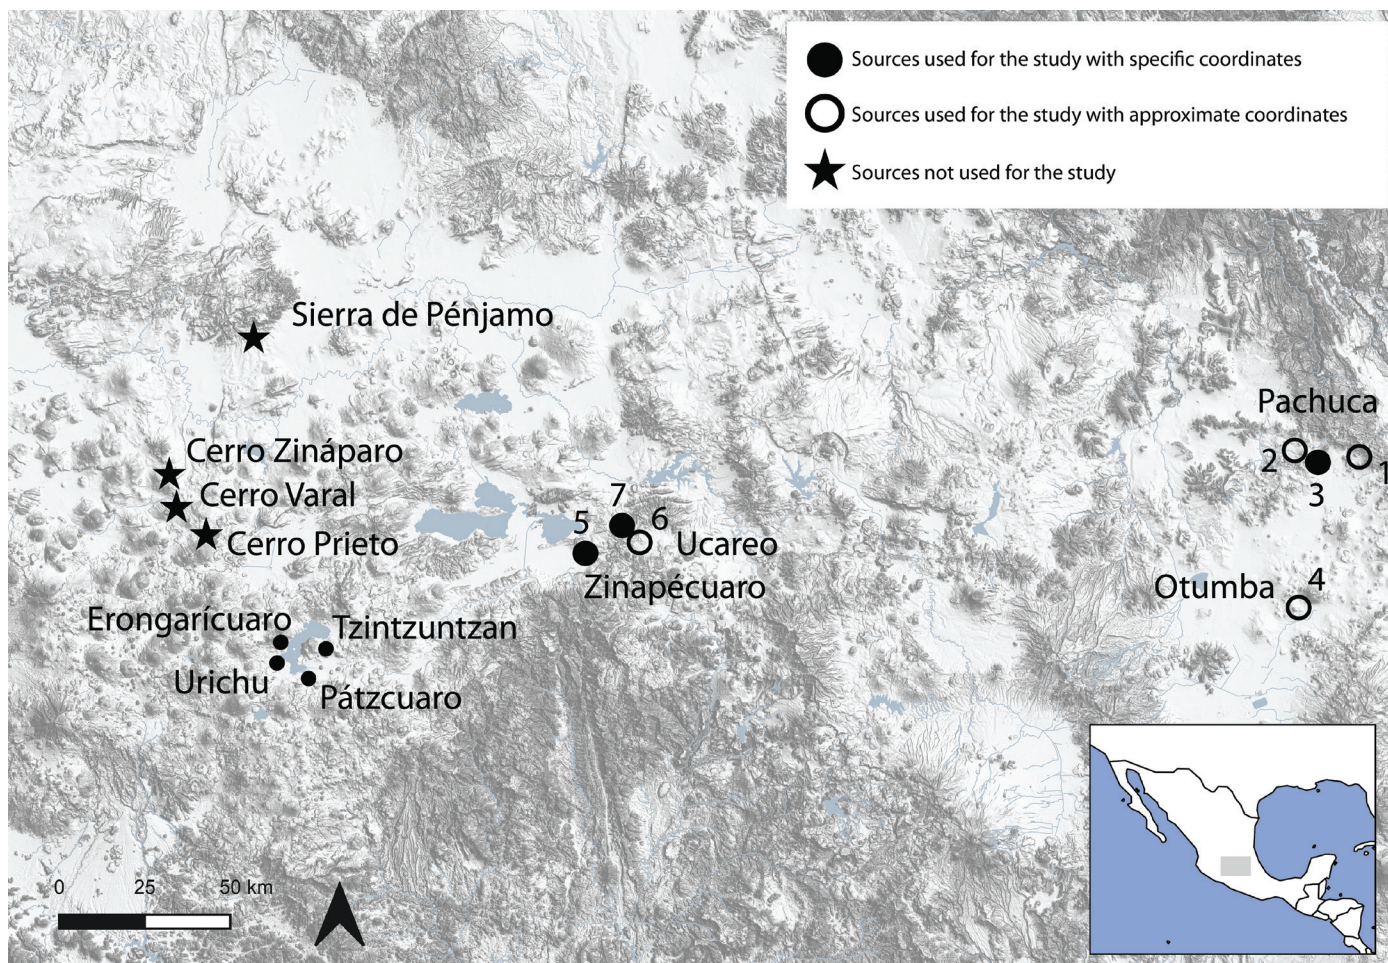 Sources used for the study with specific coordinates
Sources used for the study with approximate coordinates
Sources not used for the study
Sierra de Pénjamo
Pachuca
Cerro Zináparo
2
1
Cerro Varal
7
3
5
6
Cerro Prieto
Ucareo
Zinapécuaro
Otumba
4
Erongarícuaro
Tzintzuntzan
Urichu
Pátzcuaro
0 25 50 km